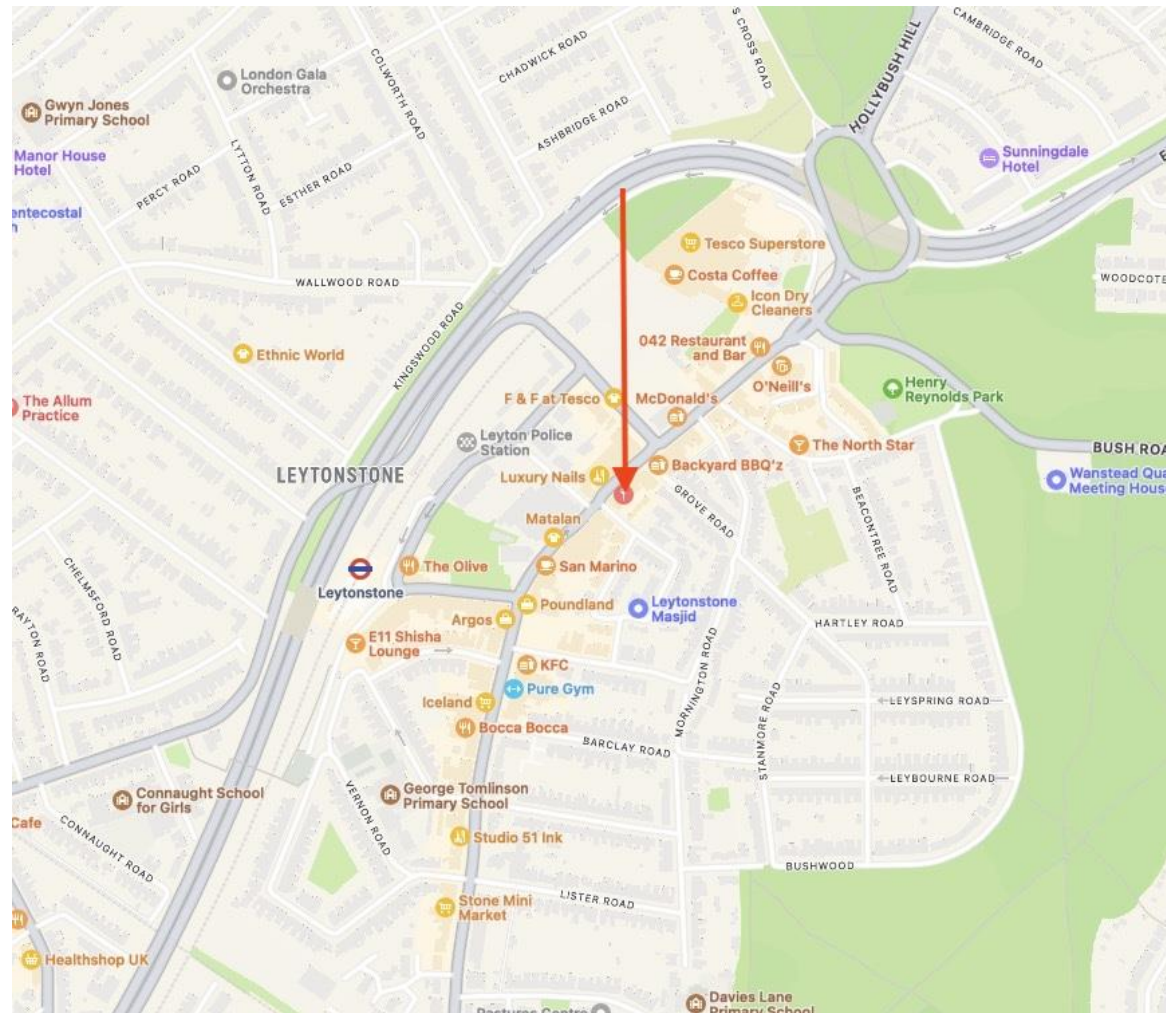 CAMBRIDGE ROAD
S CROSS ROAD
CHADWICK ROAD
COLWORTH ROAD
HOLLYBUSH HILL
London Gala
Orchestra
Gwyn Jones
Primary School
ASHBRIDGE ROAD
LYTTON ROAD
Manor House
Hotel
Sunningdale
Hotel
PERCY ROAD
ESTHER ROAD
entecostal
Tesco Superstore
Costa Coffee
WALLWOOD ROAD
WOODCOTE
Icon Dry
Cleaners
KINGSWOOD ROAD
042 Restaurant
and Bar
Ethnic World
O'Neill's
Henry
Reynolds Park
F & F at Tesco
McDonald's
The Allum
Practice
Leyton Police
Station
The North Star
BUSH ROA
LEYTONSTONE
Luxury Nails
Backyard BBQ'z
Wanstead Qua
Meeting Hous
GROVE ROAD
BEACONTREE ROAD
Matalan
The Olive
San Marino
CHELMSFORD ROAD
Leytonstone
Poundland
Leytonstone
Masjid
Argos
HARTLEY ROAD
RAYTON ROAD
E11 Shisha
Lounge
KFC
MORNINGTON ROAD
Pure Gym
Iceland
LEYSPRING ROAD
STANMORE ROAD
Bocca Bocca
BARCLAY ROAD
LEYBOURNE ROAD
Connaught School
for Girls
George Tomlinson
Primary School
VERNON ROAD
Cafe
CONNAUGHT ROAD
Studio 51 Ink
BUSHWOOD
LISTER ROAD
Stone Mini
Market
Healthshop UK
Davies Lane
Primary School
Pastures Centre